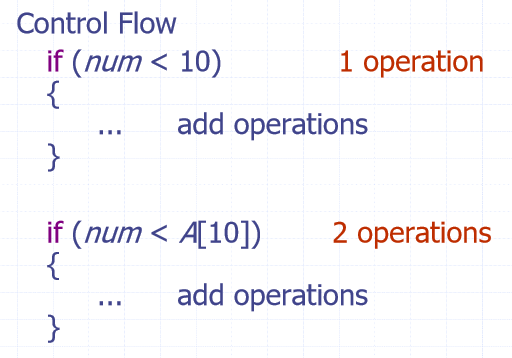 Control Flow
if (num < 10) 1 operation
{
... add operations
}
if (num < A[10]) 2 operations
{
... add operations
}